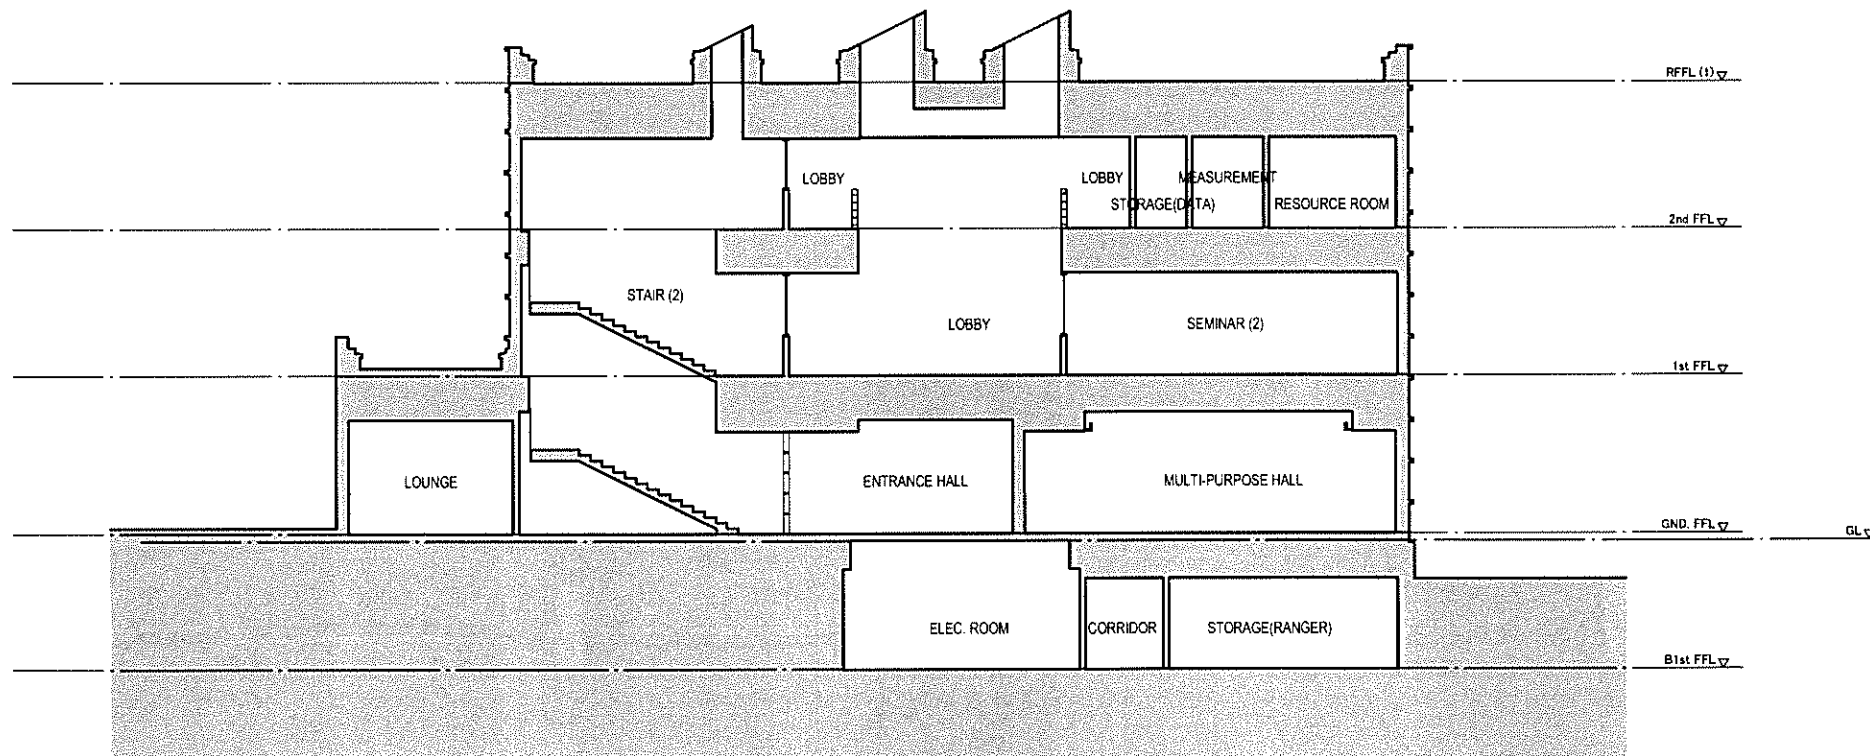 RFFL (1)
LOBBY
LOBBY
MEASUREMENT
STORAGE(DATA)
RESOURCE ROOM
2nd FFL
STAIR (2)
LOBBY
SEMINAR (2)
1st FFL
LOUNGE
ENTRANCE HALL
MULTI-PURPOSE HALL
GND. FFL
GL
ELEC. ROOM
CORRIDOR
STORAGE(RANGER)
B1st FFL